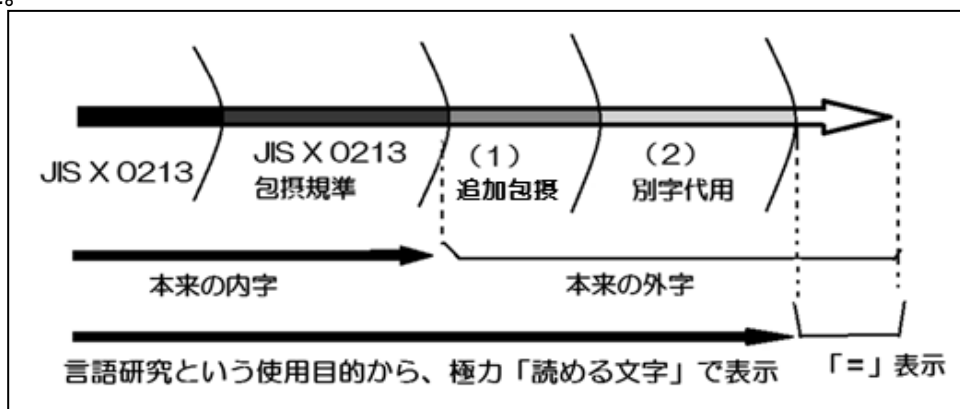 JIS X 0213
JIS X 0213
包摂規準
(1)
追加包摂
(2)
別字代用
本来の内字
本来の外字
言語研究という使用目的から、極力「読める文字」で表示
「=」表示